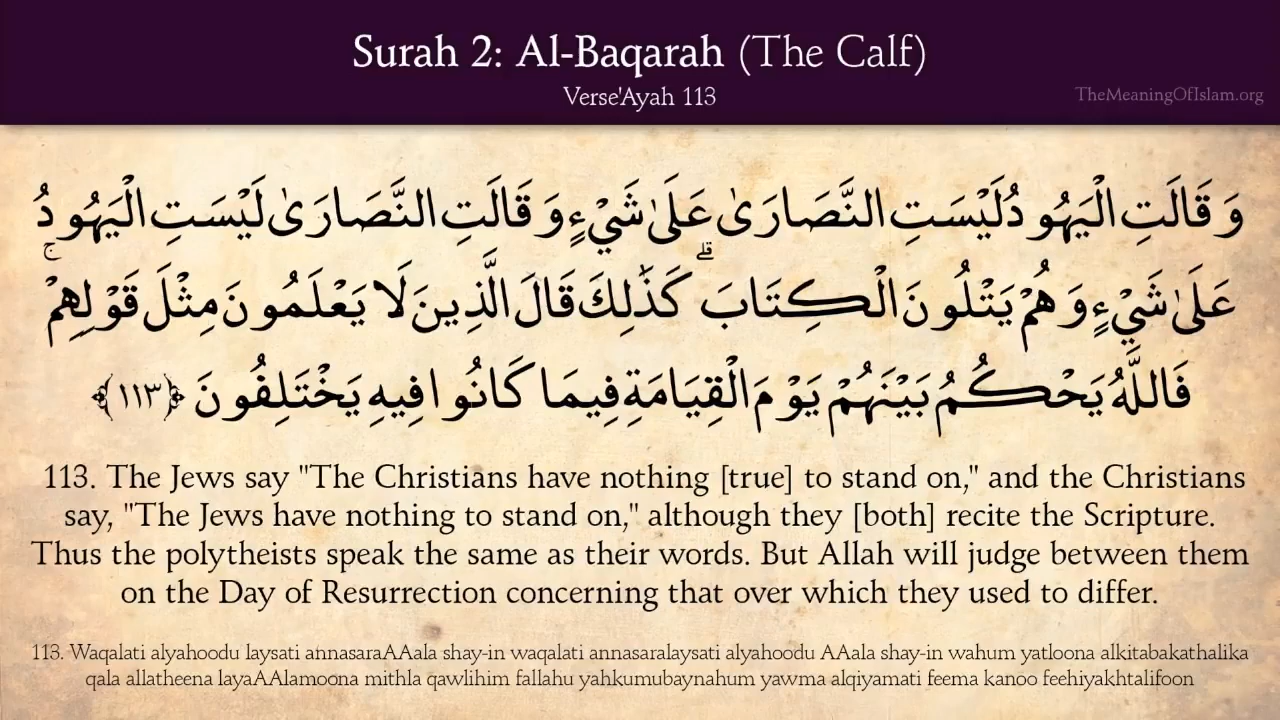 Surah 2: Al-Baqarah (The Calf)
Verse'Ayah 113
TheMeaningOfIslam.org
وَقَالَتِ الْيَهُودُ لَيْسَتِ النَّصَارَىٰ عَلَىٰ شَيْءٍ وَقَالَتِ النَّصَارَىٰ لَيْسَتِ الْيَهُودُ
عَلَىٰ شَيْءٍ وَهُمْ يَتْلُونَ الْكِتَابَ ۗ كَذَٰلِكَ قَالَ الَّذِينَ لَا يَعْلَمُونَ مِثْلَ قَوْلِهِمْ ۚ
فَاللَّهُ يَحْكُمُ بَيْنَهُمْ يَوْمَ الْقِيَامَةِ فِيمَا كَانُوا فِيهِ يَخْتَلِفُونَ ﴿١١٣﴾
113. The Jews say "The Christians have nothing [true] to stand on," and the Christians
say, "The Jews have nothing to stand on," although they [both] recite the Scripture.
Thus the polytheists speak the same as their words. But Allah will judge between them
on the Day of Resurrection concerning that over which they used to differ.
113. Waqalati alyahoodu laysati annasaraAAala shay-in waqalati annasaralaysati alyahoodu AAala shay-in wahum yatloona alkitabakathalika
qala allatheena layaAAlamoona mithla qawlihim fallahu yahkumubaynahum yawma alqiyamati feema kanoo feehiyakhtalifoon